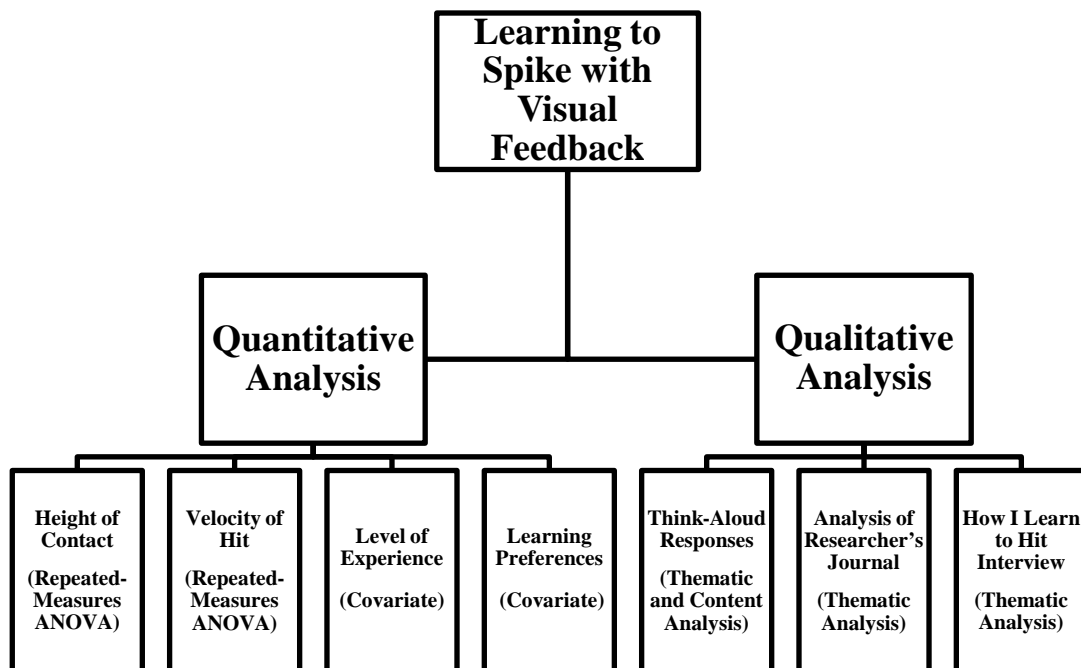 Learning to
Spike with
Visual
Feedback
Quantitative
Analysis
Qualitative
Analysis
Height of
Contact
(Repeated-
Measures
ANOVA)
Velocity of
Hit
(Repeated-
Measures
ANOVA)
Level of
Experience
(Covariate)
Learning
Preferences
(Covariate)
Think-Aloud
Responses
(Thematic
and Content
Analysis)
Analysis of
Researcher’s
Journal
(Thematic
Analysis)
How I Learn
to Hit
Interview
(Thematic
Analysis)